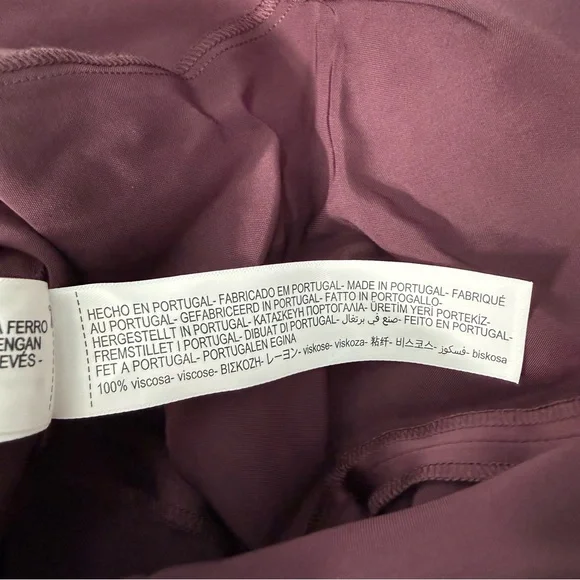 A FERRO
ENGAN
EVÉS -
HECHO EN PORTUGAL- FABRICADO EM PORTUGAL- MADE IN PORTUGAL- FABRIQUÉ
AU PORTUGAL- GEFABRICEERD IN PORTUGAL- FATTO IN PORTOGALLO-
HERGESTELLT IN PORTUGAL- ΚΑΤΑΣΚΕΥΗ ΠΟΡΤΟΓΑΛΙΑ- ÜRETİM YERİ PORTEKİZ-
FREMSTILLET I PORTUGAL- DIBUAT DI PORTUGAL- صنع في برتغال - FEITO EN PORTUGAL-
FET A PORTUGAL- PORTUGALEN EGINA
100% viscosa- viscose- ΒΙΣΚΟΖΗ- レーヨン- viskose- viskoza- 粘纤- 비스코스- فسكوز- biskosa